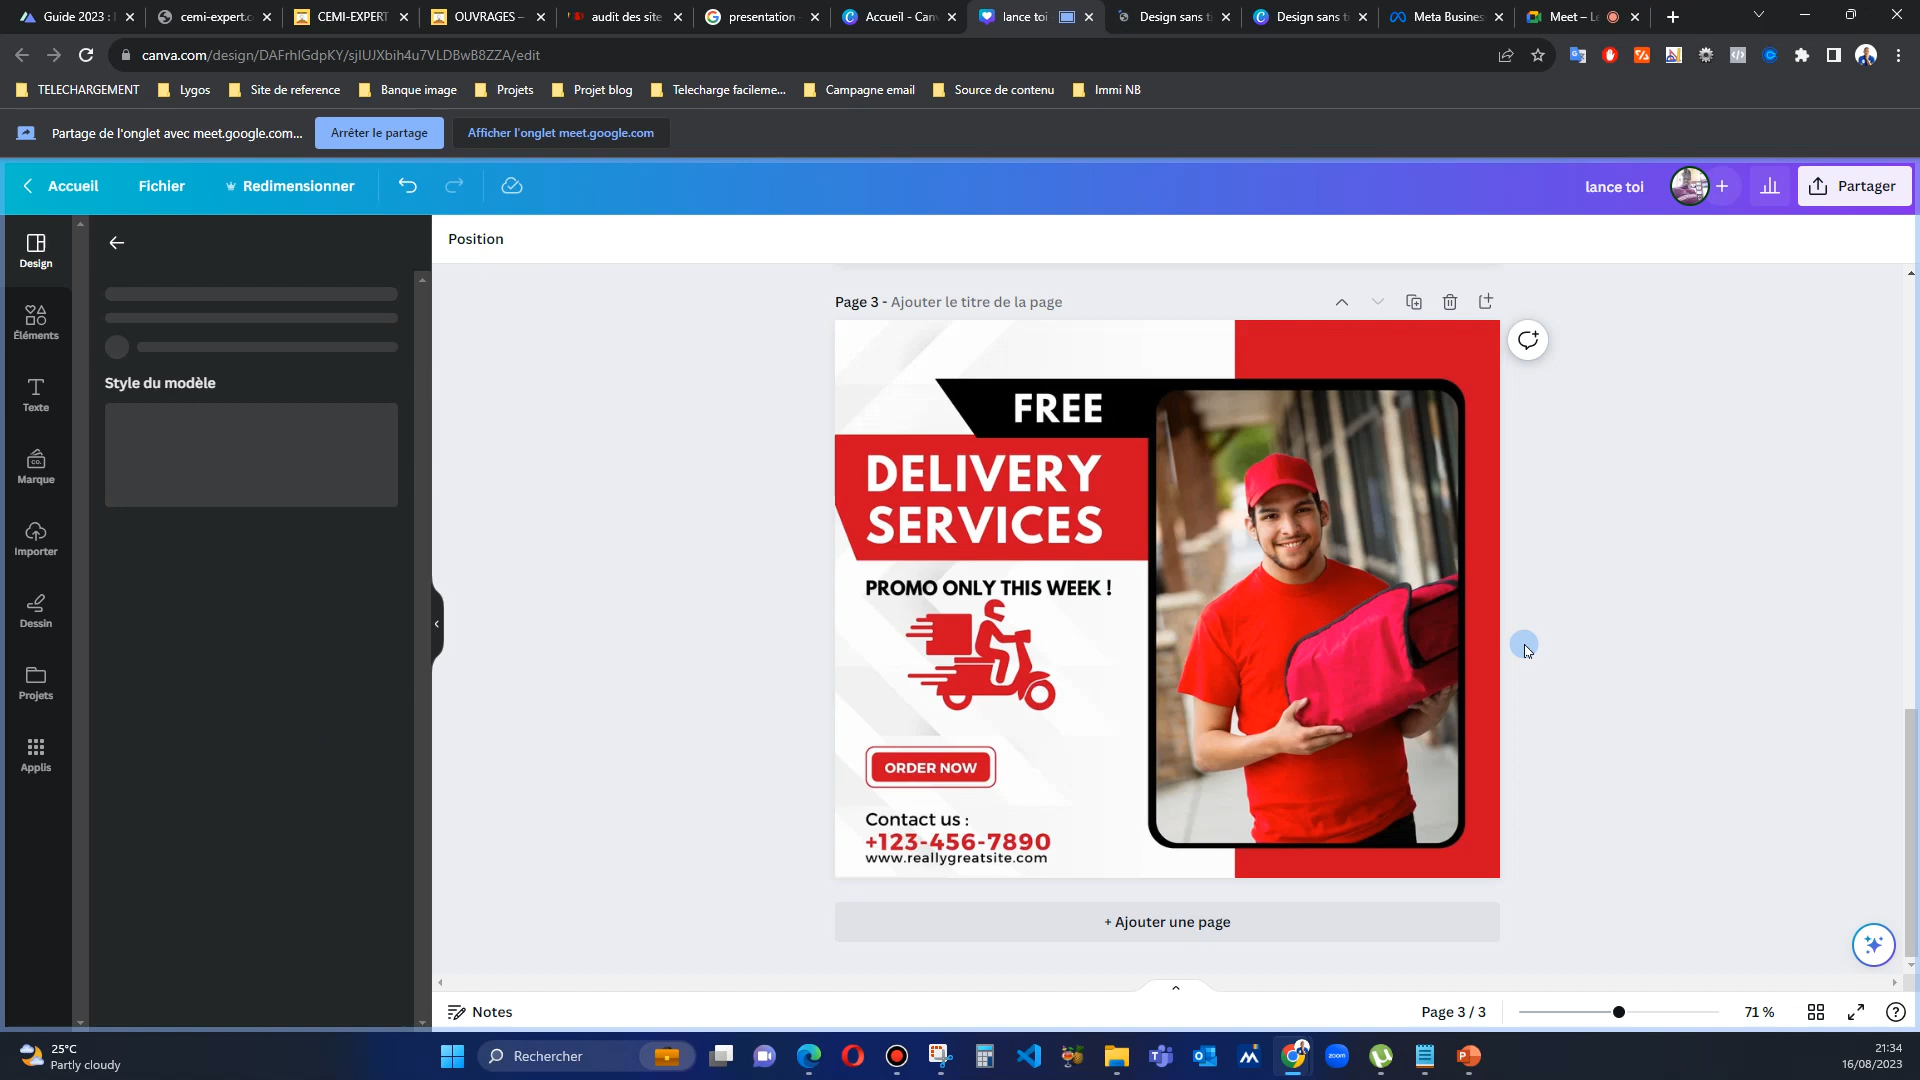 Guide 2023 : l
cemi-expert.c
CEMI-EXPERT
OUVRAGES –
audit des site
presentation -
Accueil - Can
lance toi
Design sans t
Design sans t
Meta Busines
Meet – L
canva.com/design/DAFrhlGdpKY/sjlUJXbih4u7VLDBwB8ZZA/edit
TELECHARGEMENT
Lygos
Site de reference
Banque image
Projets
Projet blog
Telecharge facileme...
Campagne email
Source de contenu
Immi NB
Partage de l'onglet avec meet.google.com...
Arrêter le partage
Afficher l'onglet meet.google.com
Accueil
Fichier
Redimensionner
lance toi
Partager
Design
Éléments
Texte
Marque
Importer
Dessin
Projets
Applis
Style du modèle
Position
Page 3 - Ajouter le titre de la page
FREE
DELIVERY
SERVICES
PROMO ONLY THIS WEEK !
ORDER NOW
Contact us :
+123-456-7890
www.reallygreatsite.com
+ Ajouter une page
Notes
Page 3 / 3
71 %
25°C
Partly cloudy
Rechercher
zoom
21:34
16/08/2023